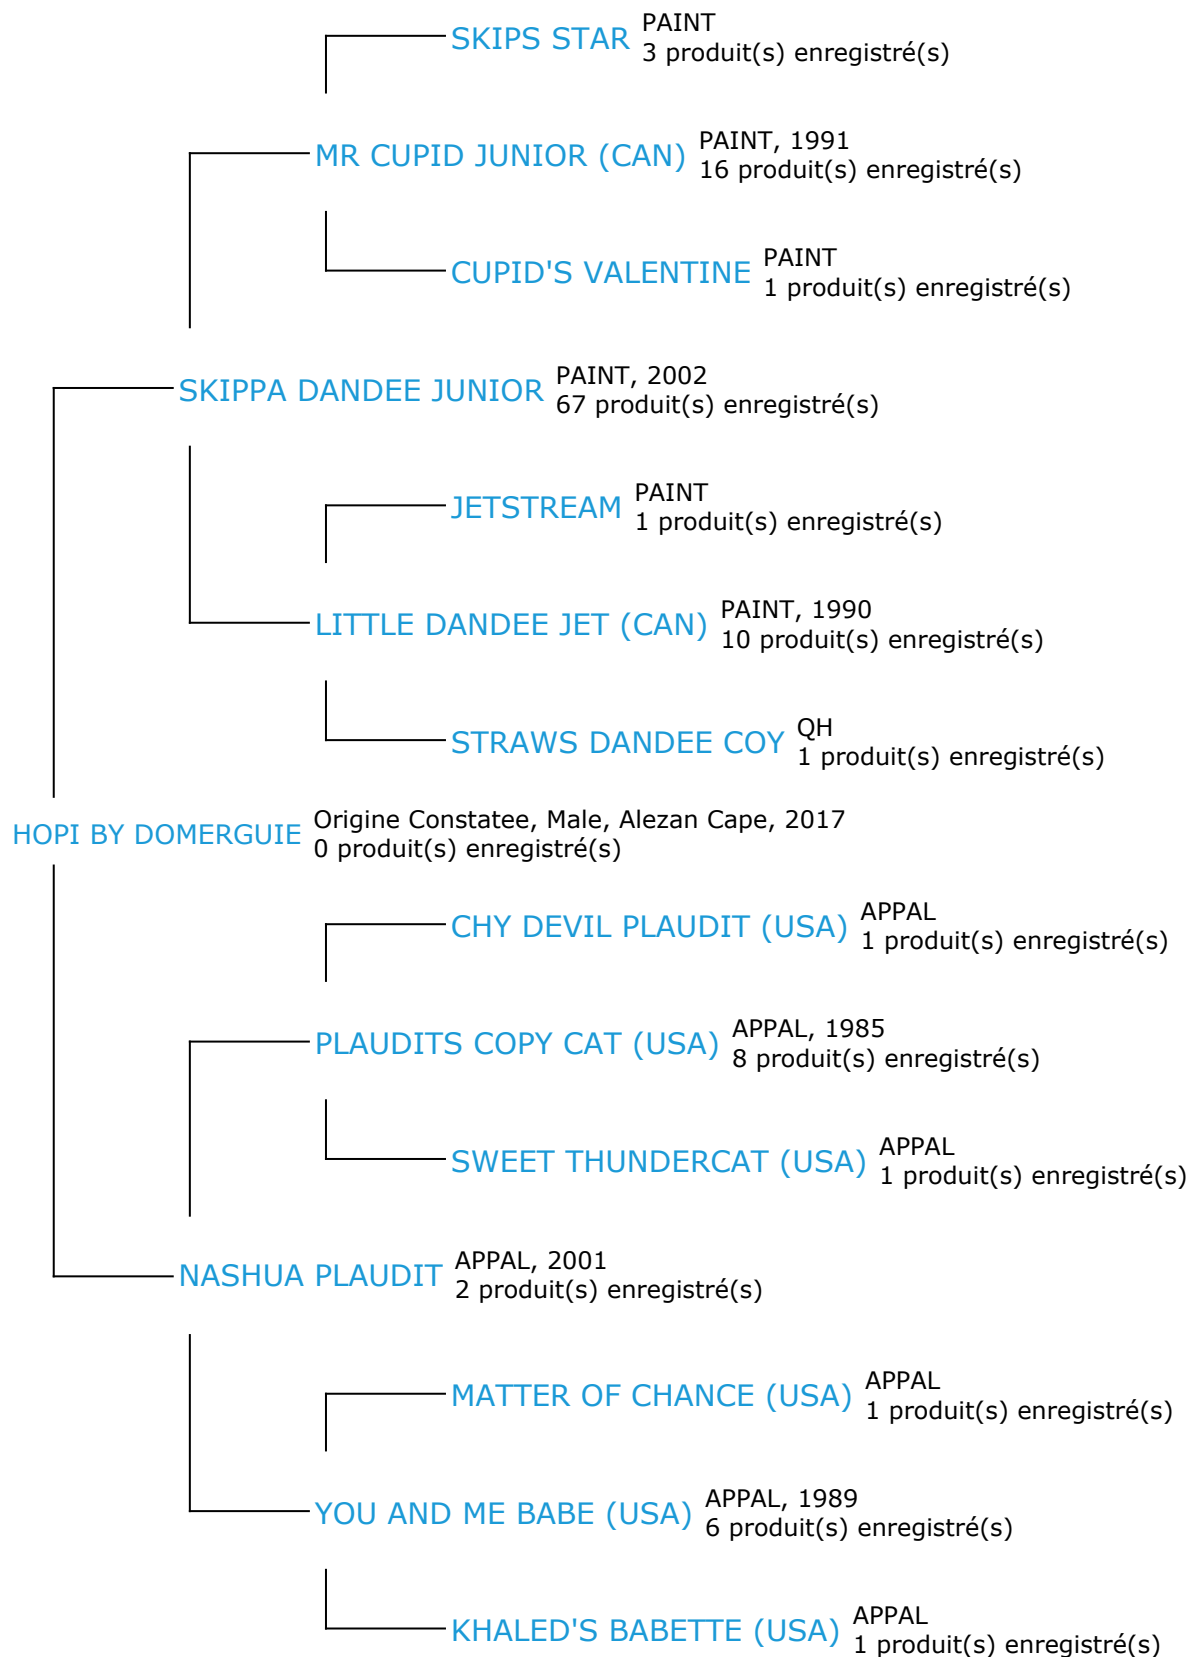 SKIPS STAR
PAINT
3 produit(s) enregistré(s)
MR CUPID JUNIOR (CAN)
PAINT, 1991
16 produit(s) enregistré(s)
CUPID'S VALENTINE
PAINT
1 produit(s) enregistré(s)
SKIPPA DANDEE JUNIOR
PAINT, 2002
67 produit(s) enregistré(s)
JETSTREAM
PAINT
1 produit(s) enregistré(s)
LITTLE DANDEE JET (CAN)
PAINT, 1990
10 produit(s) enregistré(s)
STRAWS DANDEE COY
QH
1 produit(s) enregistré(s)
HOPI BY DOMERGUIE
Origine Constatee, Male, Alezan Cape, 2017
0 produit(s) enregistré(s)
CHY DEVIL PLAUDIT (USA)
APPAL
1 produit(s) enregistré(s)
PLAUDITS COPY CAT (USA)
APPAL, 1985
8 produit(s) enregistré(s)
SWEET THUNDERCAT (USA)
APPAL
1 produit(s) enregistré(s)
NASHUA PLAUDIT
APPAL, 2001
2 produit(s) enregistré(s)
MATTER OF CHANCE (USA)
APPAL
1 produit(s) enregistré(s)
YOU AND ME BABE (USA)
APPAL, 1989
6 produit(s) enregistré(s)
KHALED'S BABETTE (USA)
APPAL
1 produit(s) enregistré(s)